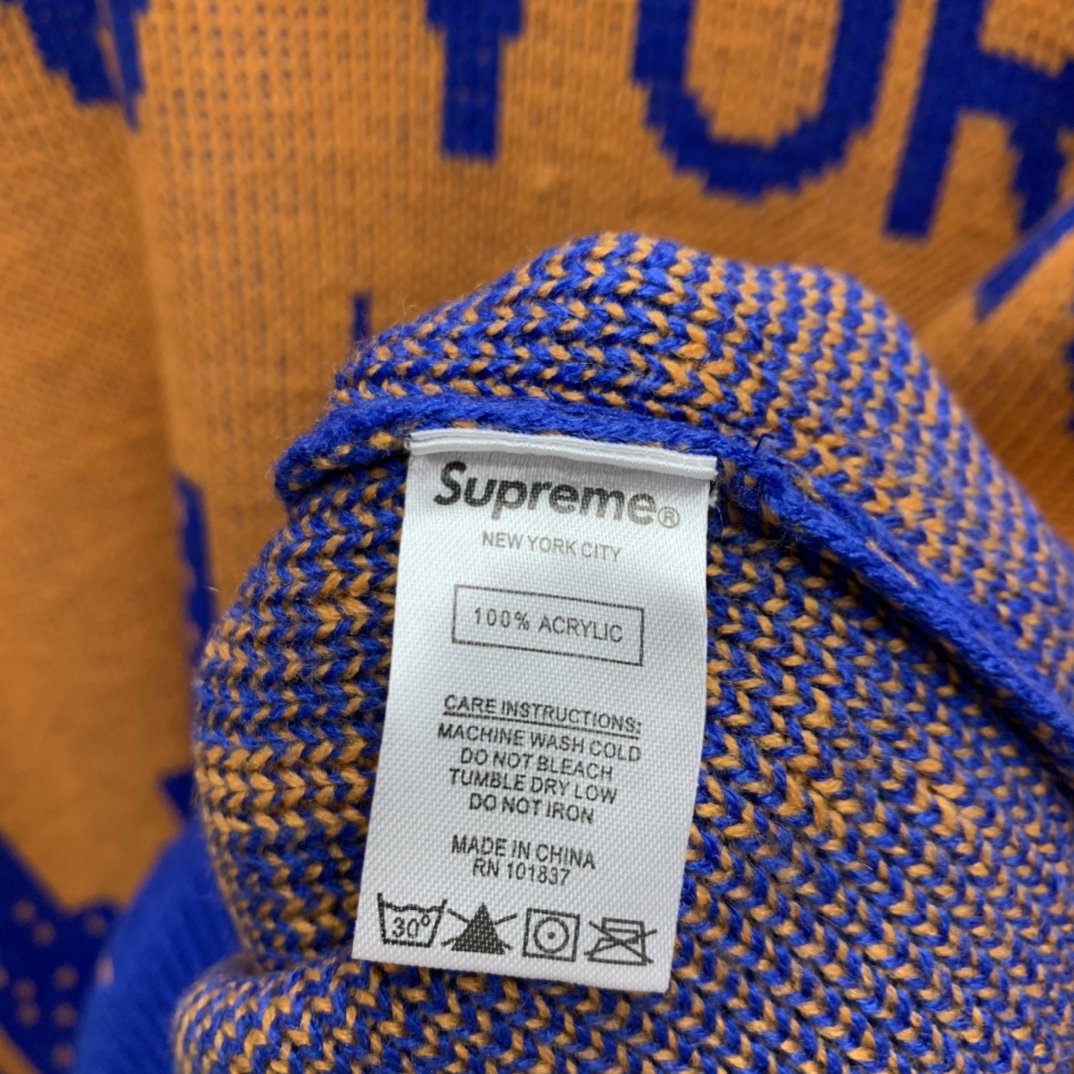 YOR
Supreme®
NEW YORK CITY
100% ACRYLIC
CARE INSTRUCTIONS:
MACHINE WASH COLD
DO NOT BLEACH
TUMBLE DRY LOW
DO NOT IRON
MADE IN CHINA
RN 101837
30°